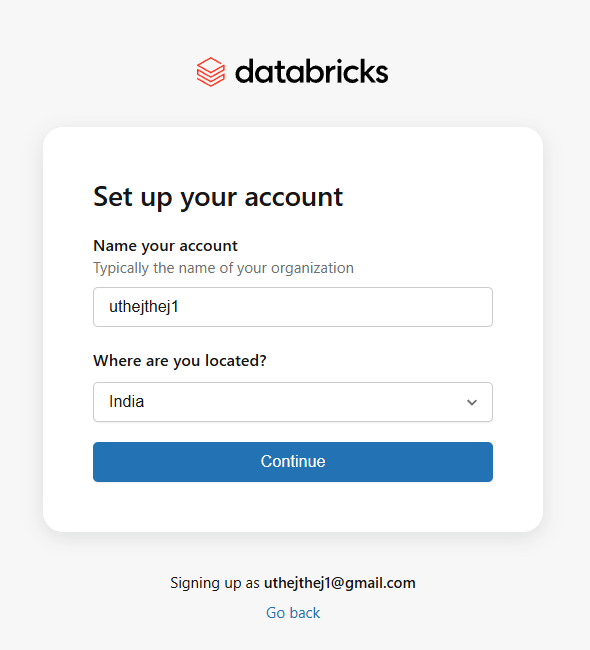 databricks
Set up your account
Name your account
Typically the name of your organization
uthejthej1
Where are you located?
India
Continue
Signing up as uthejthej1@gmail.com
Go back